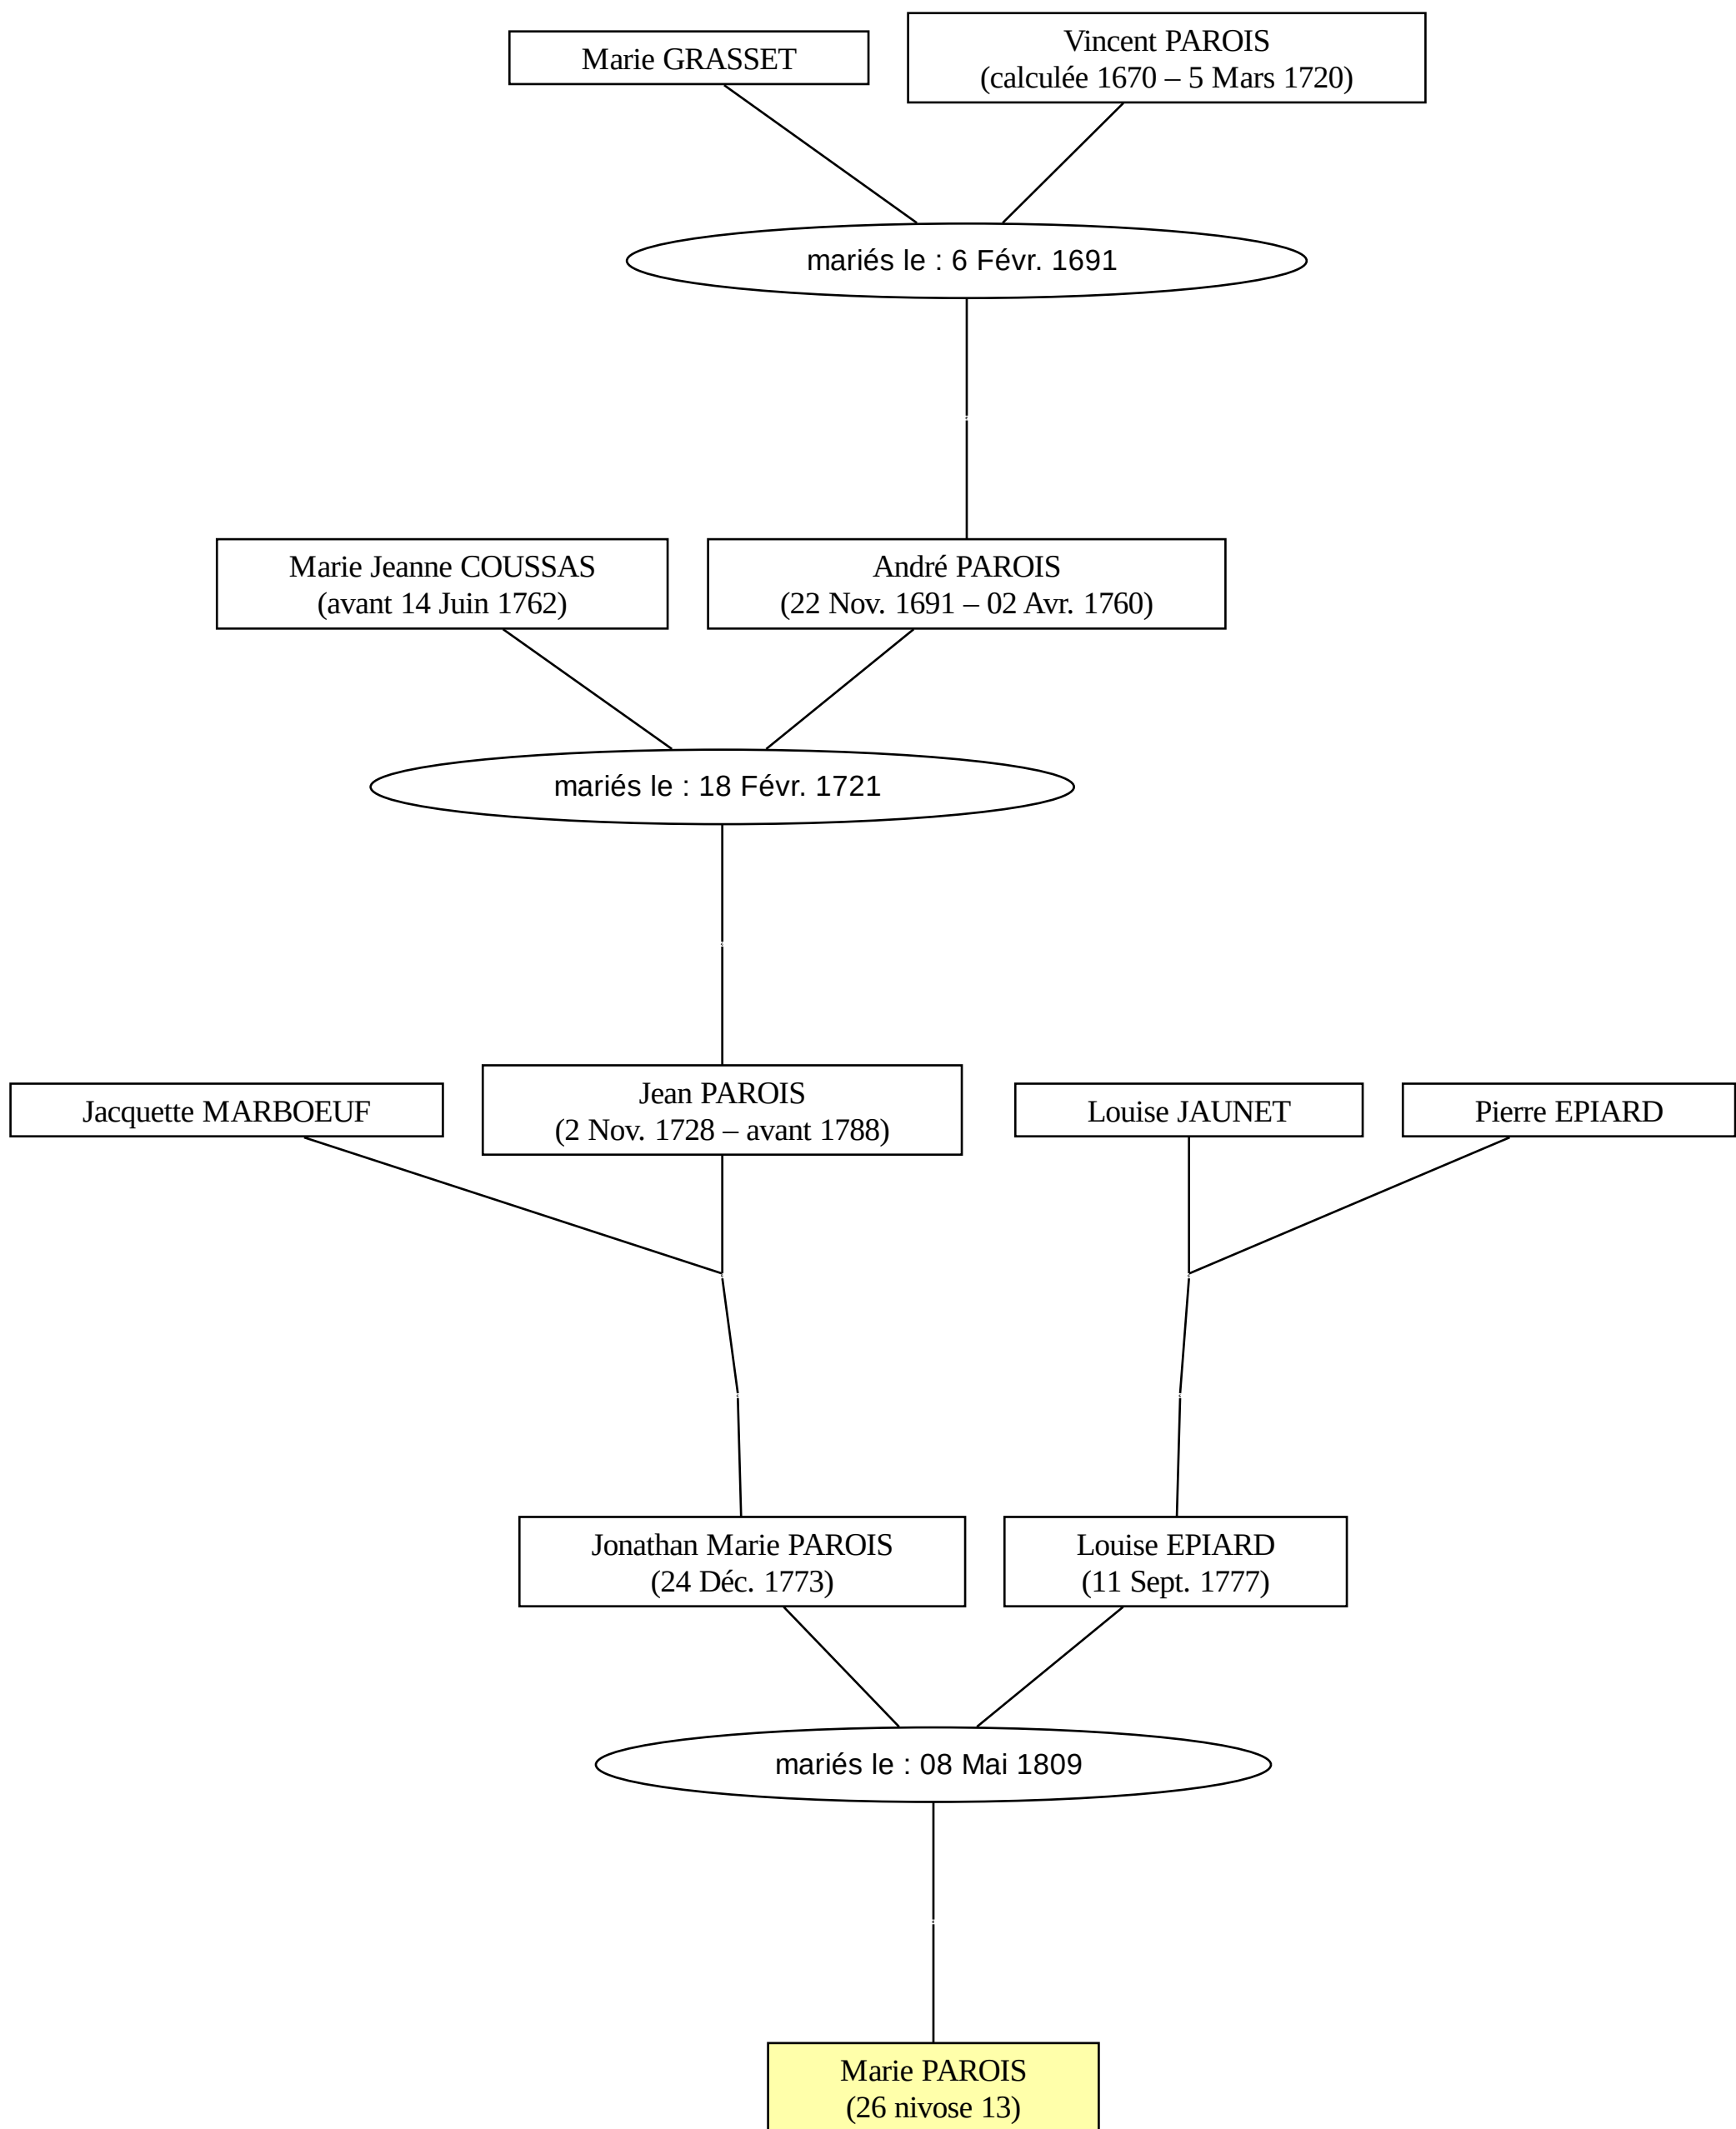 Marie GRASSET
Vincent PAROIS
(calculée 1670 – 5 Mars 1720)
mariés le : 6 Févr. 1691
Marie Jeanne COUSSAS
(avant 14 Juin 1762)
André PAROIS
(22 Nov. 1691 – 02 Avr. 1760)
mariés le : 18 Févr. 1721
Jacquette MARBOEUF
Jean PAROIS
(2 Nov. 1728 – avant 1788)
Louise JAUNET
Pierre EPIARD
Jonathan Marie PAROIS
(24 Déc. 1773)
Louise EPIARD
(11 Sept. 1777)
mariés le : 08 Mai 1809
Marie PAROIS
(26 nivose 13)